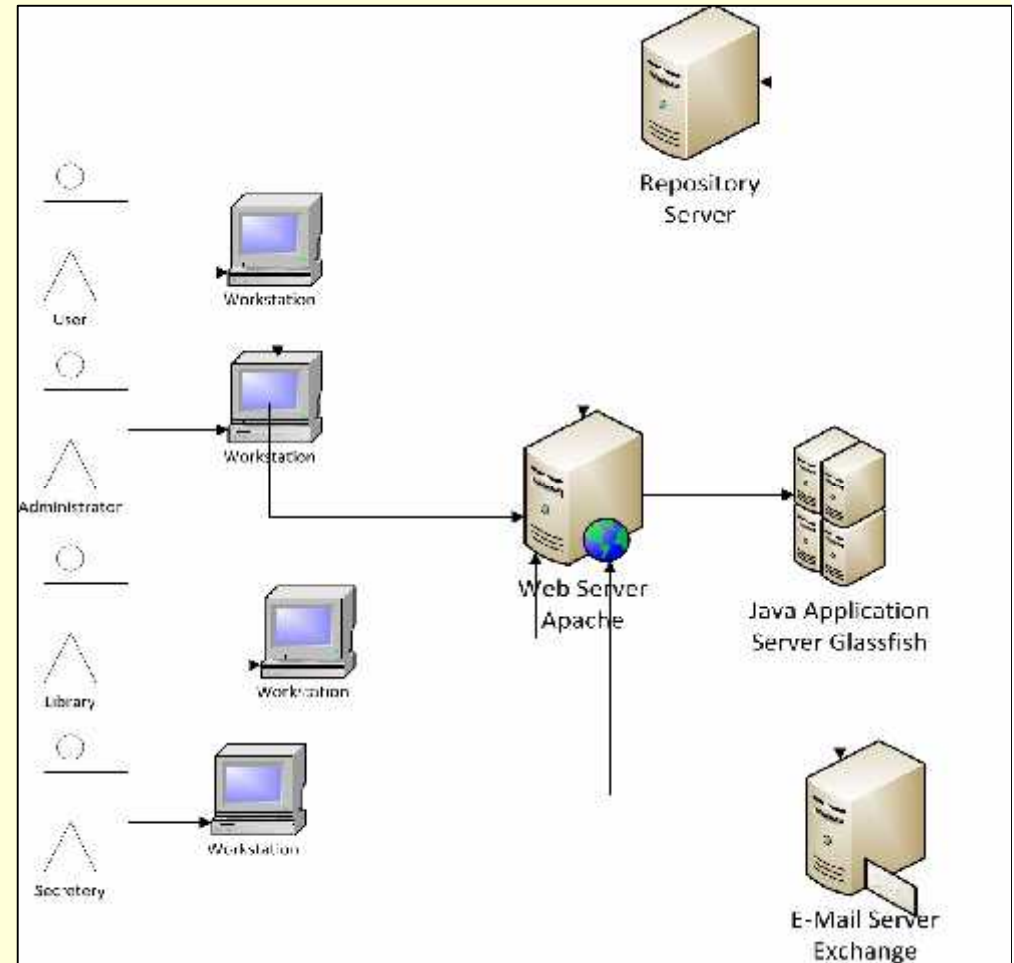 Repository
Server
Workstation
User
Workstation
Administrator
Web Server
Apache
Java Application
Server Glassfish
Workstation
Library
Workstation
Secretery
E-Mail Server
Exchange